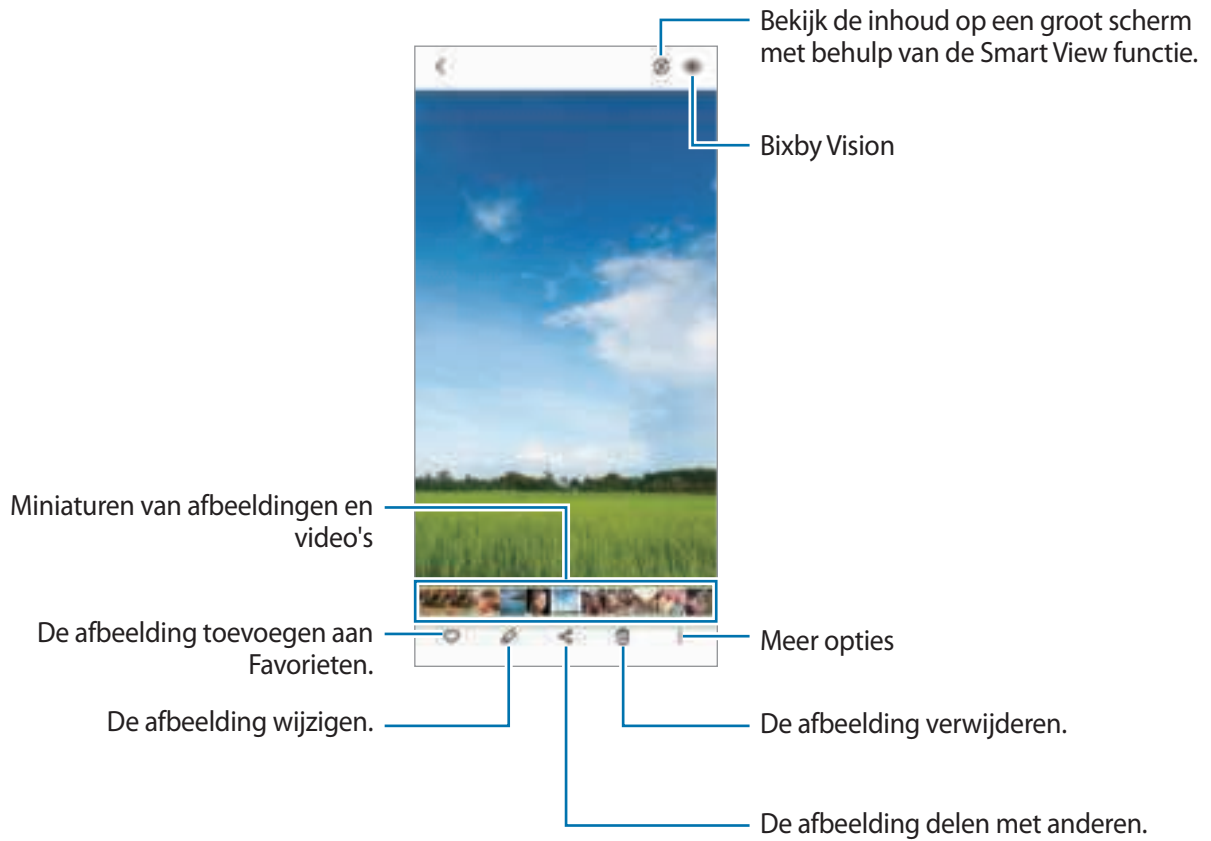 Bekijk de inhoud op een groot scherm
met behulp van de Smart View functie.
Bixby Vision
Miniaturen van afbeeldingen en
video's
De afbeelding toevoegen aan
Favorieten.
Meer opties
De afbeelding wijzigen.
De afbeelding verwijderen.
De afbeelding delen met anderen.